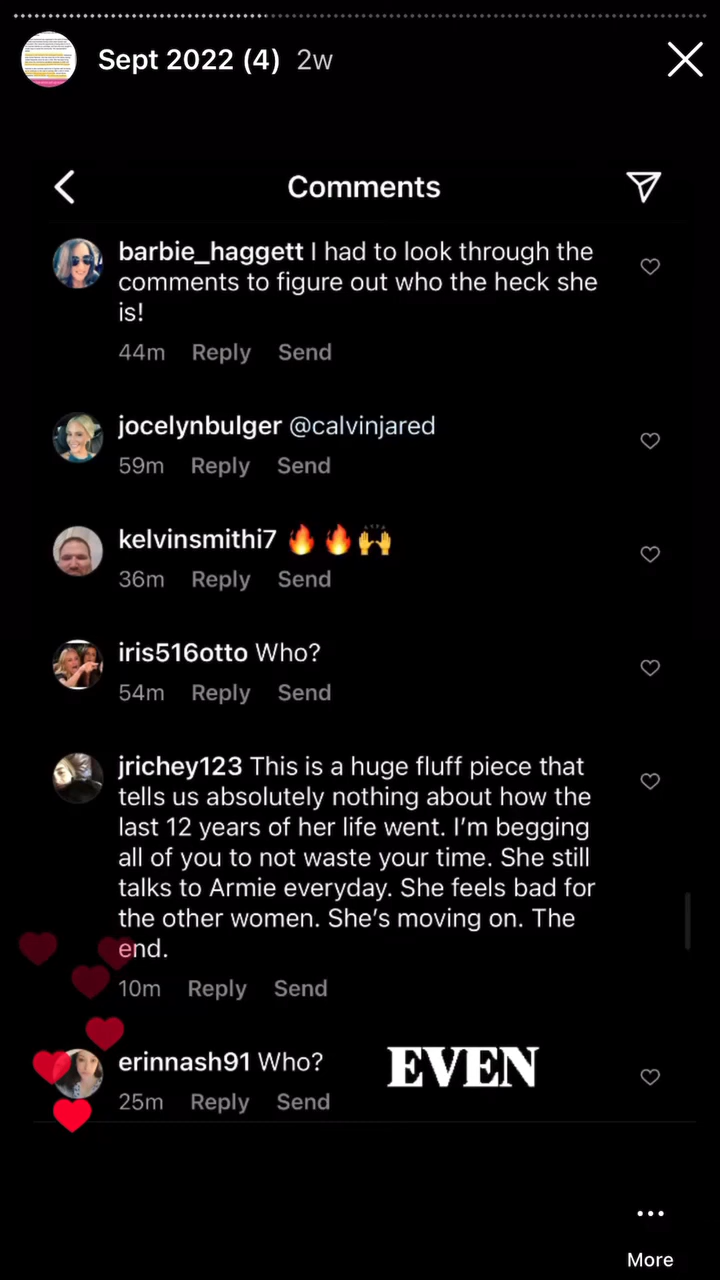 Sept 2022 (4) 2w
Comments
barbie_haggett I had to look through the
comments to figure out who the heck she
is!
44m Reply Send
jocelynbulger @calvinjared
59m Reply Send
kelvinsmithi7 🔥🔥🙌
36m Reply Send
iris516otto Who?
54m Reply Send
jrichey123 This is a huge fluff piece that
tells us absolutely nothing about how the
last 12 years of her life went. I’m begging
all of you to not waste your time. She still
talks to Armie everyday. She feels bad for
the other women. She’s moving on. The
end.
10m Reply Send
erinnash91 Who? EVEN
25m Reply Send
More